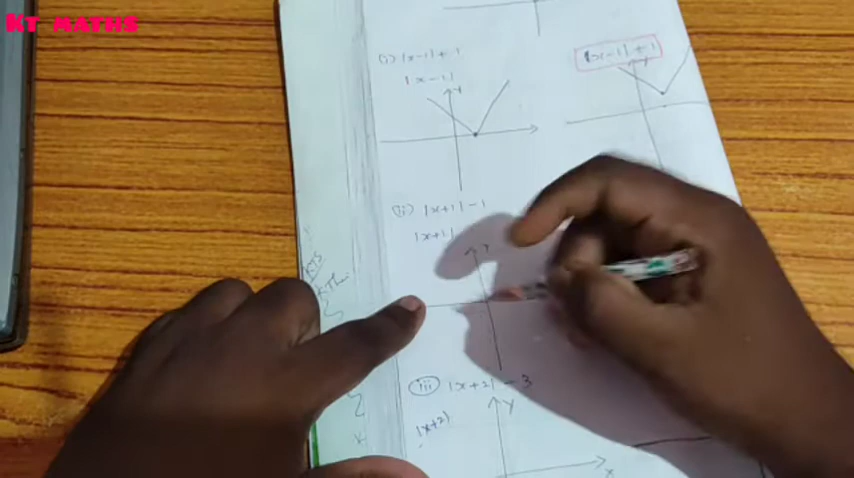 KT MATHS
(i) |x-1| + 1
|x-1|
Y
|x-1| + 1
Y
(ii) |x+1| - 1
|x+1|
Y
(iii) |x+2| - 3
|x+2|
Y
X